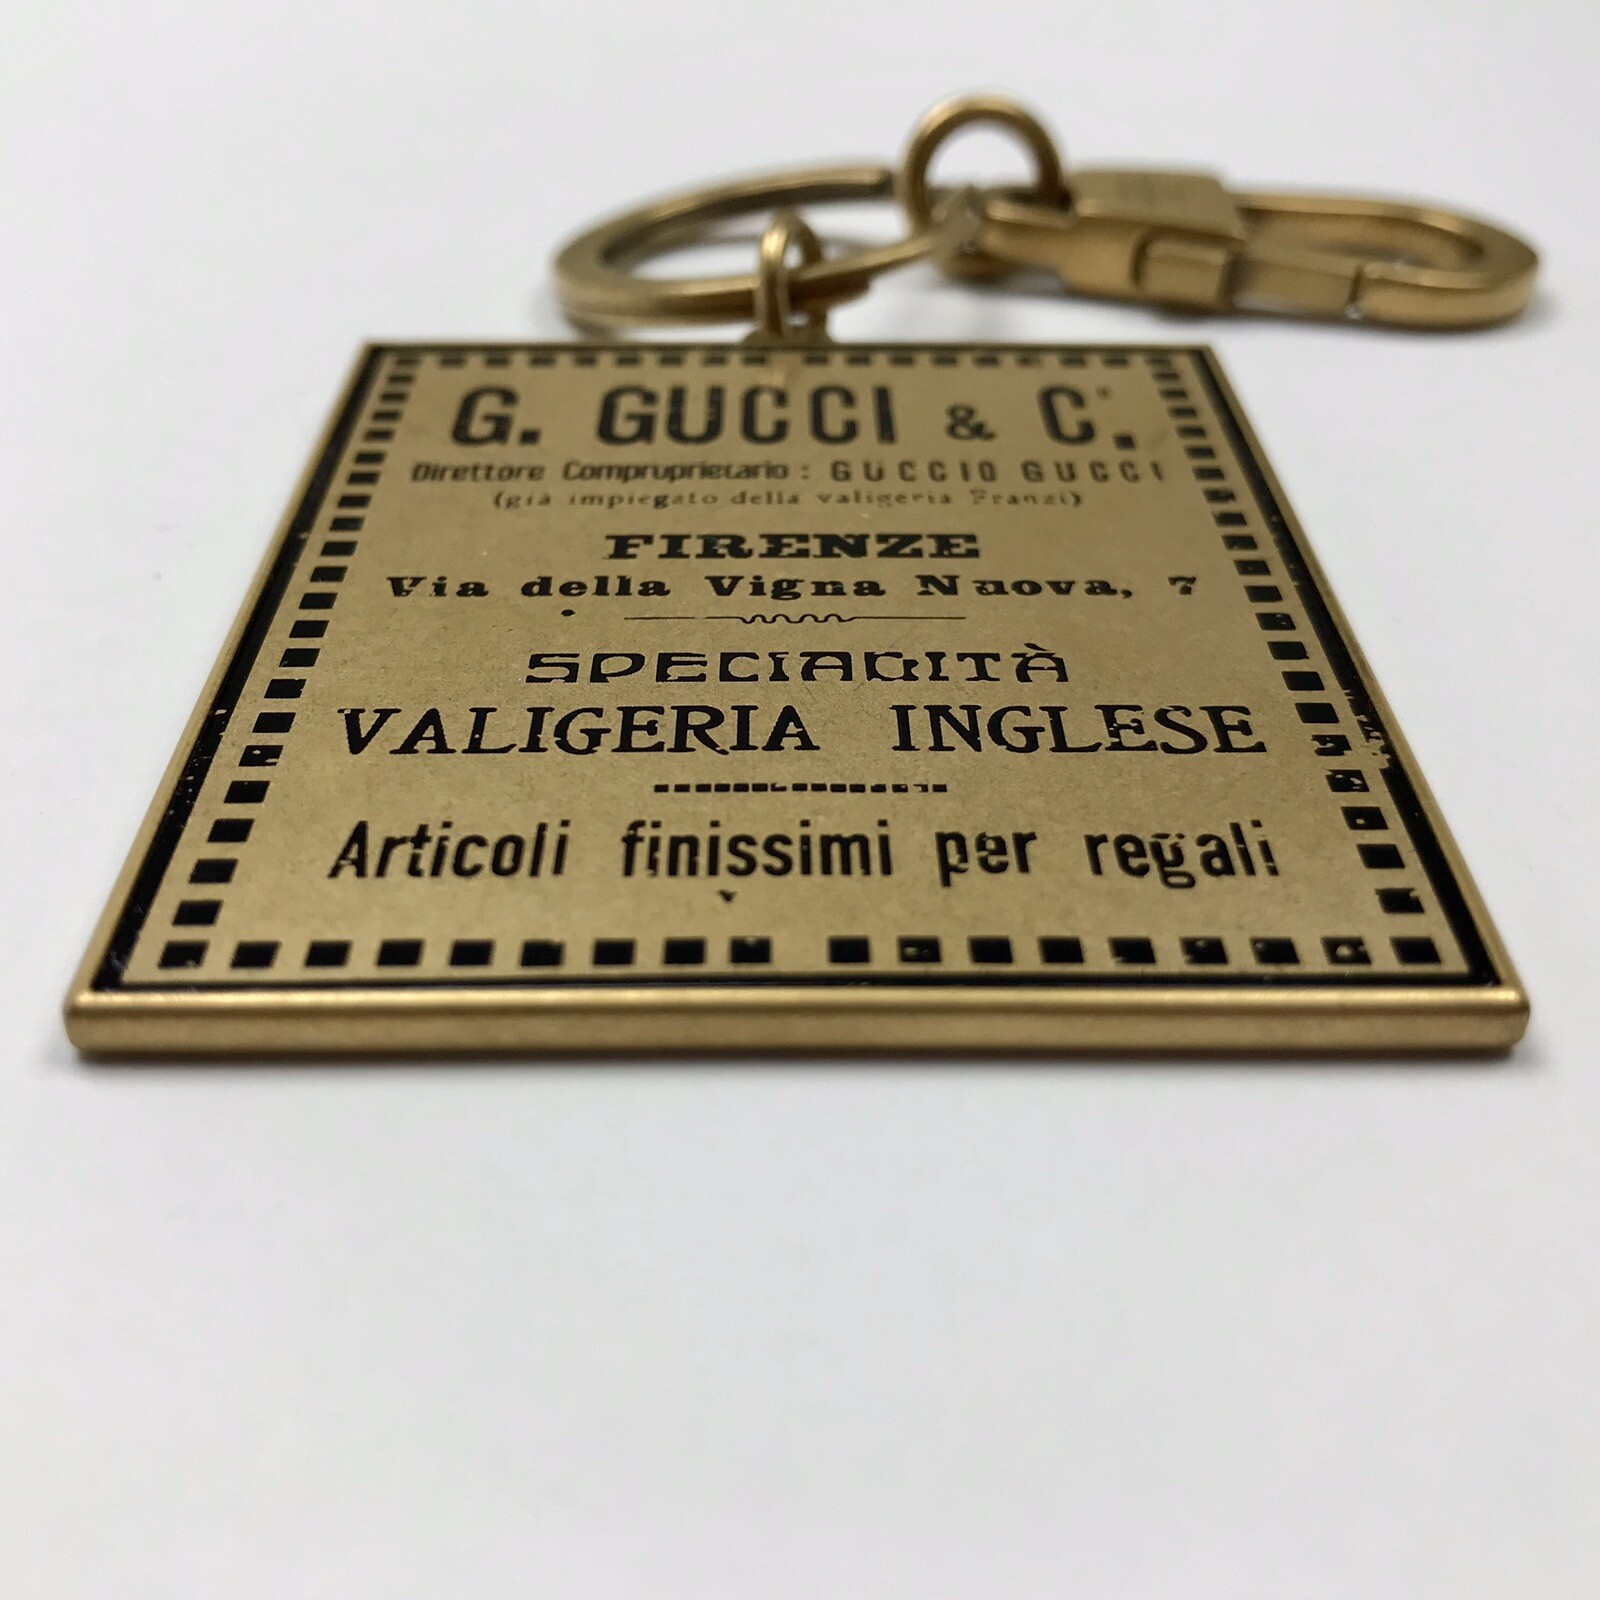 G. GUCCI & C°.
Direttore Compruprietario : GUCCIO GUCCI
(già impiegato della valigeria Franzi)
FIRENZE
Via della Vigna Nuova, 7
SPECIALITÀ
VALIGERIA INGLESE
Articoli finissimi per regali